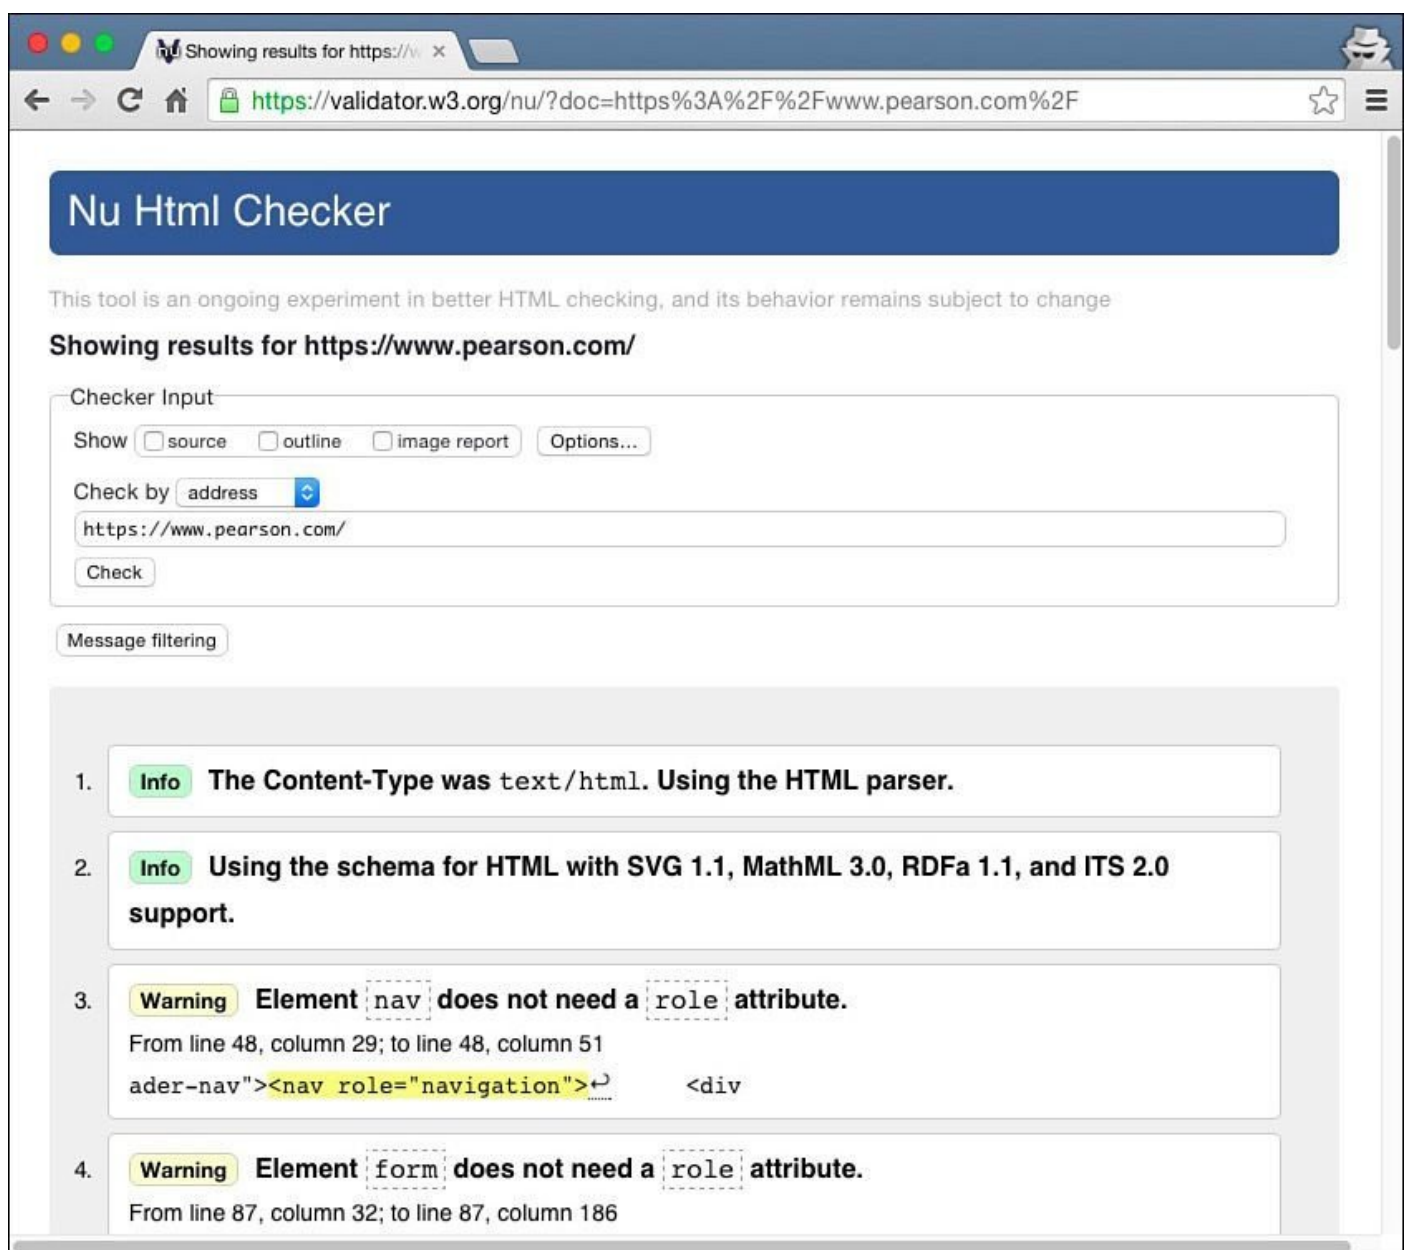 Showing results for https://w
https://validator.w3.org/nu/?doc=https%3A%2F%2Fwww.pearson.com%2F
Nu Html Checker
This tool is an ongoing experiment in better HTML checking, and its behavior remains subject to change
Showing results for https://www.pearson.com/
Checker Input
Show source outline image report Options...
Check by address
https://www.pearson.com/
Check
Message filtering
1. Info The Content-Type was text/html. Using the HTML parser.
2. Info Using the schema for HTML with SVG 1.1, MathML 3.0, RDFa 1.1, and ITS 2.0
support.
3. Warning Element nav does not need a role attribute.
From line 48, column 29; to line 48, column 51
ader-nav"><nav role="navigation">↩ <div
4. Warning Element form does not need a role attribute.
From line 87, column 32; to line 87, column 186